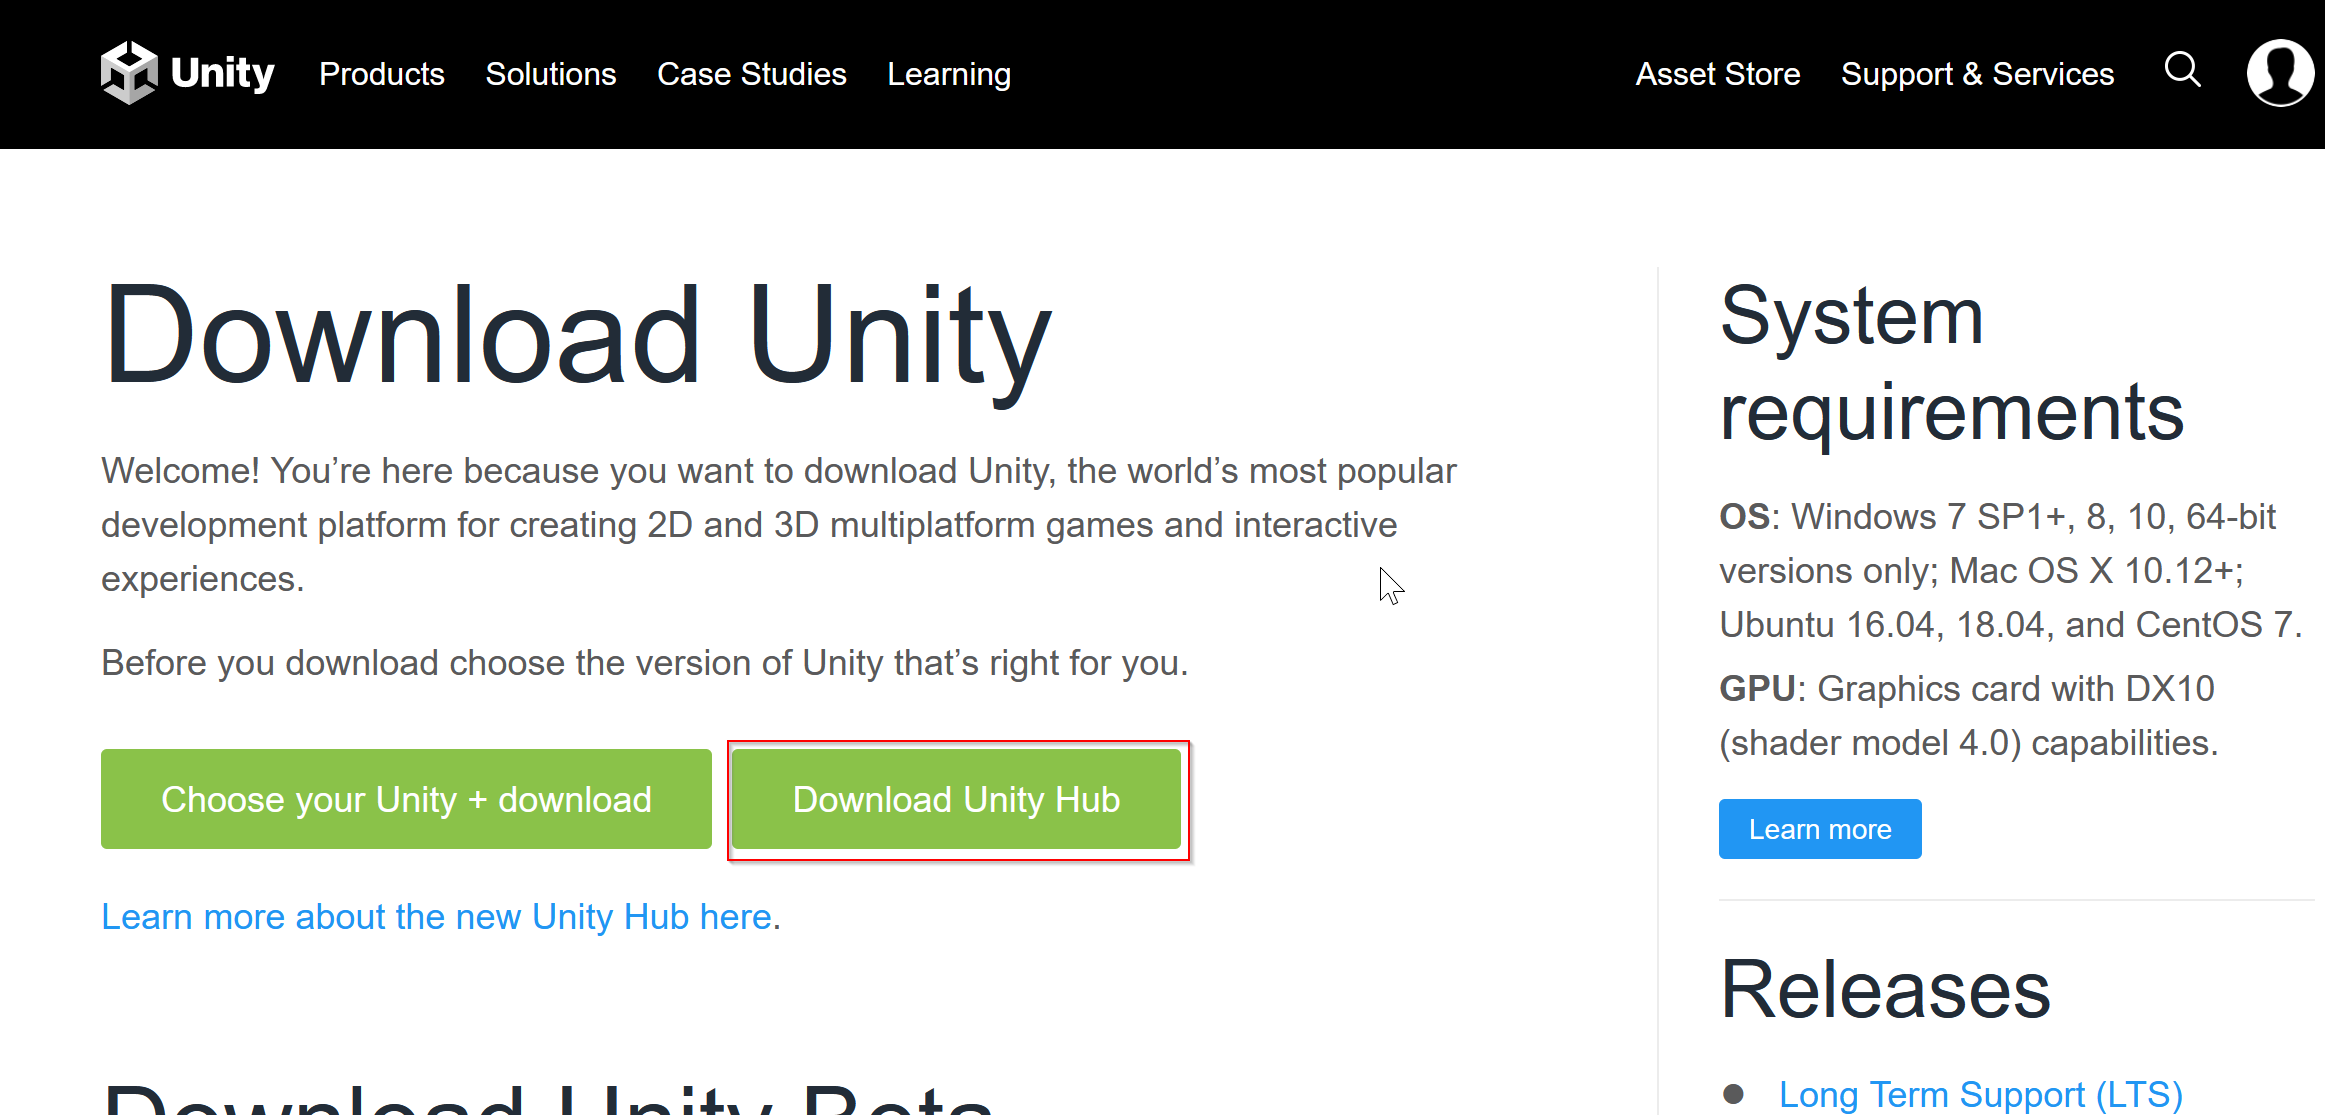 Unity Products Solutions Case Studies Learning Asset Store Support & Services
Download Unity
Welcome! You’re here because you want to download Unity, the world’s most popular
development platform for creating 2D and 3D multiplatform games and interactive
experiences.
Before you download choose the version of Unity that’s right for you.
Choose your Unity + download
Download Unity Hub
Learn more about the new Unity Hub here.
Download Unity Beta
System
requirements
OS: Windows 7 SP1+, 8, 10, 64-bit
versions only; Mac OS X 10.12+;
Ubuntu 16.04, 18.04, and CentOS 7.
GPU: Graphics card with DX10
(shader model 4.0) capabilities.
Learn more
Releases
Long Term Support (LTS)